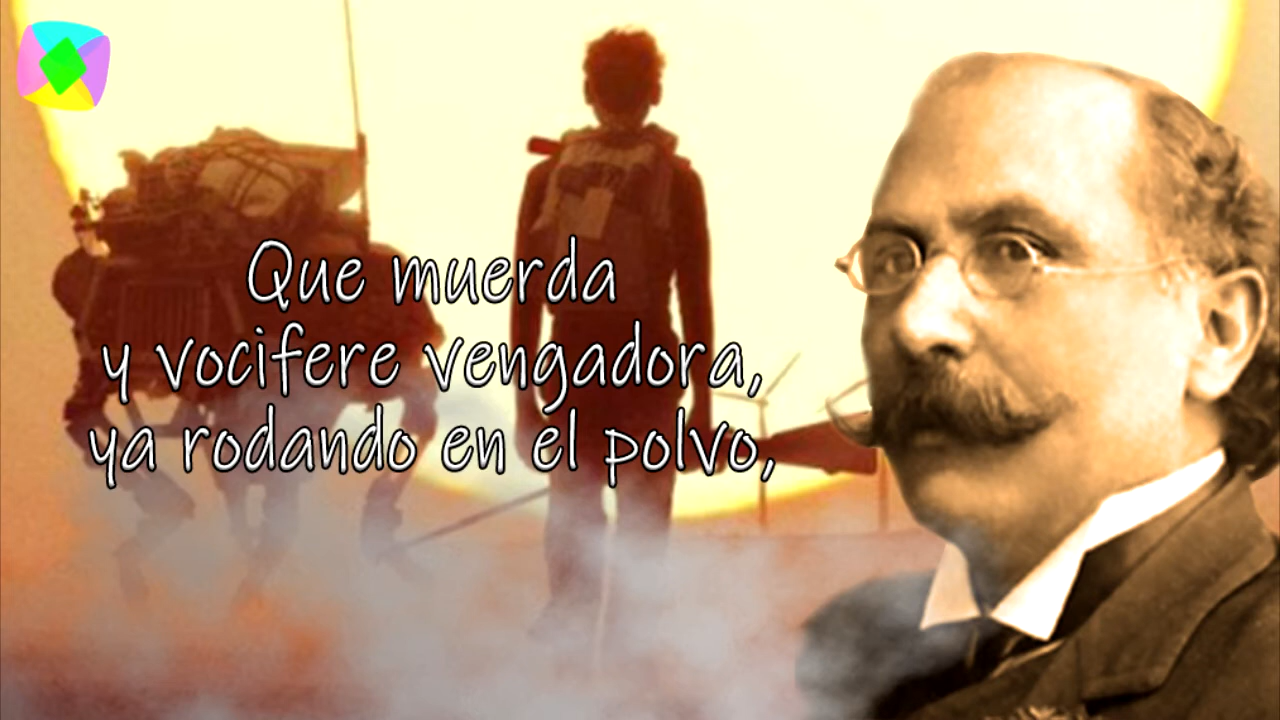 Que muerda
y vocifere vengadora,
ya rodando en el polvo,